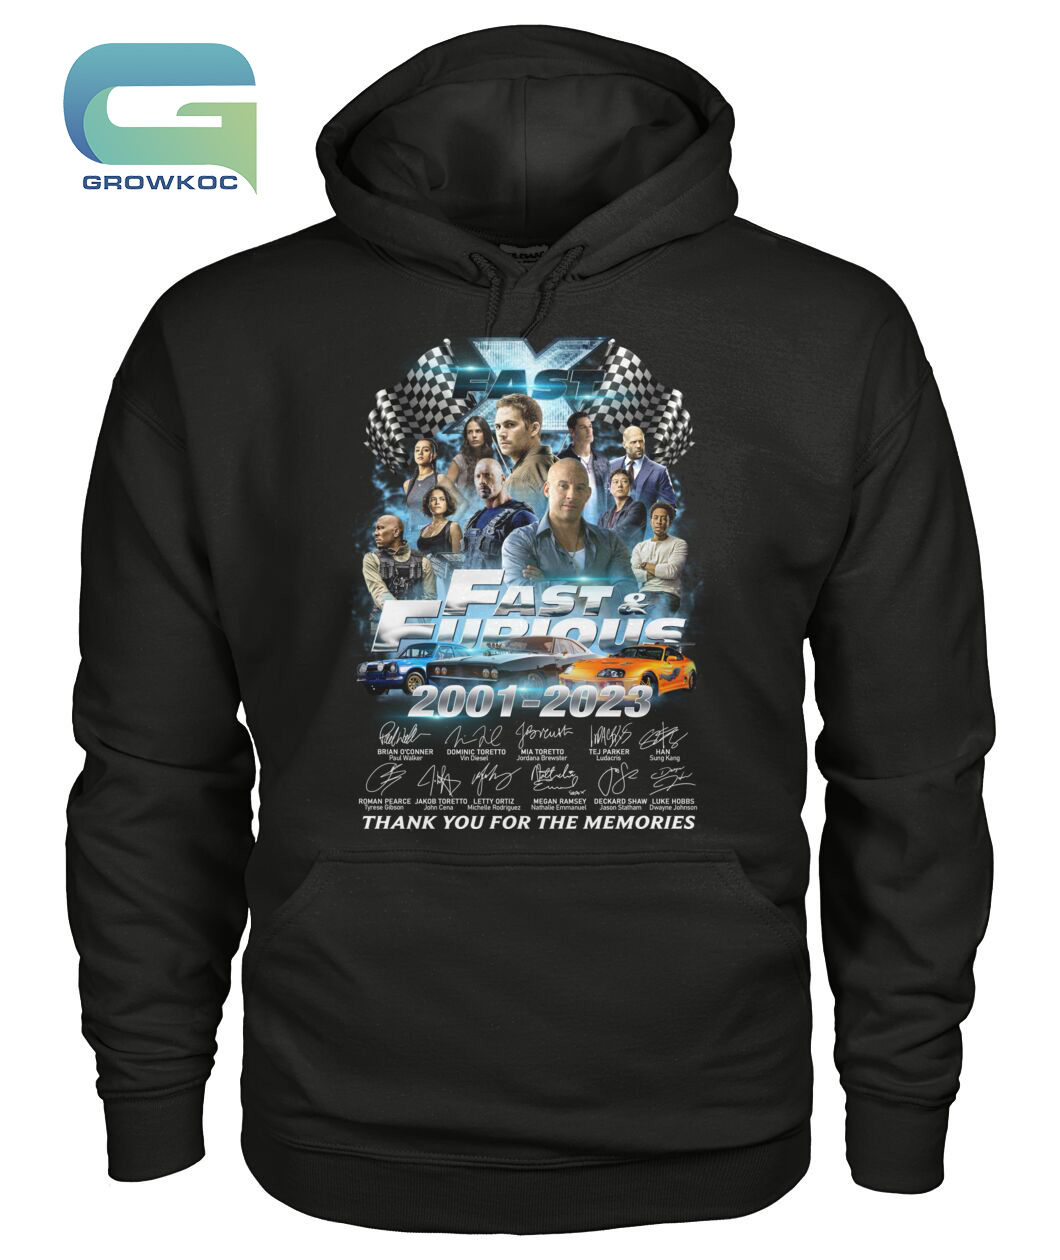 GROWKOC
FAST
X
FAST &
FURIOUS
2001-2023
BRIAN O'CONNER DOMINIC TORETTO MIA TORETTO TEJ PARKER HAN
Paul Walker Vin Diesel Jordana Brewster Ludacris Sung Kang
ROMAN PEARCE JAKOB TORETTO LETTY ORTIZ MEGAN RAMSEY DECKARD SHAW LUKE HOBBS
Tyrese Gibson John Cena Michelle Rodriguez Nathalie Emmanuel Jason Statham Dwayne Johnson
THANK YOU FOR THE MEMORIES